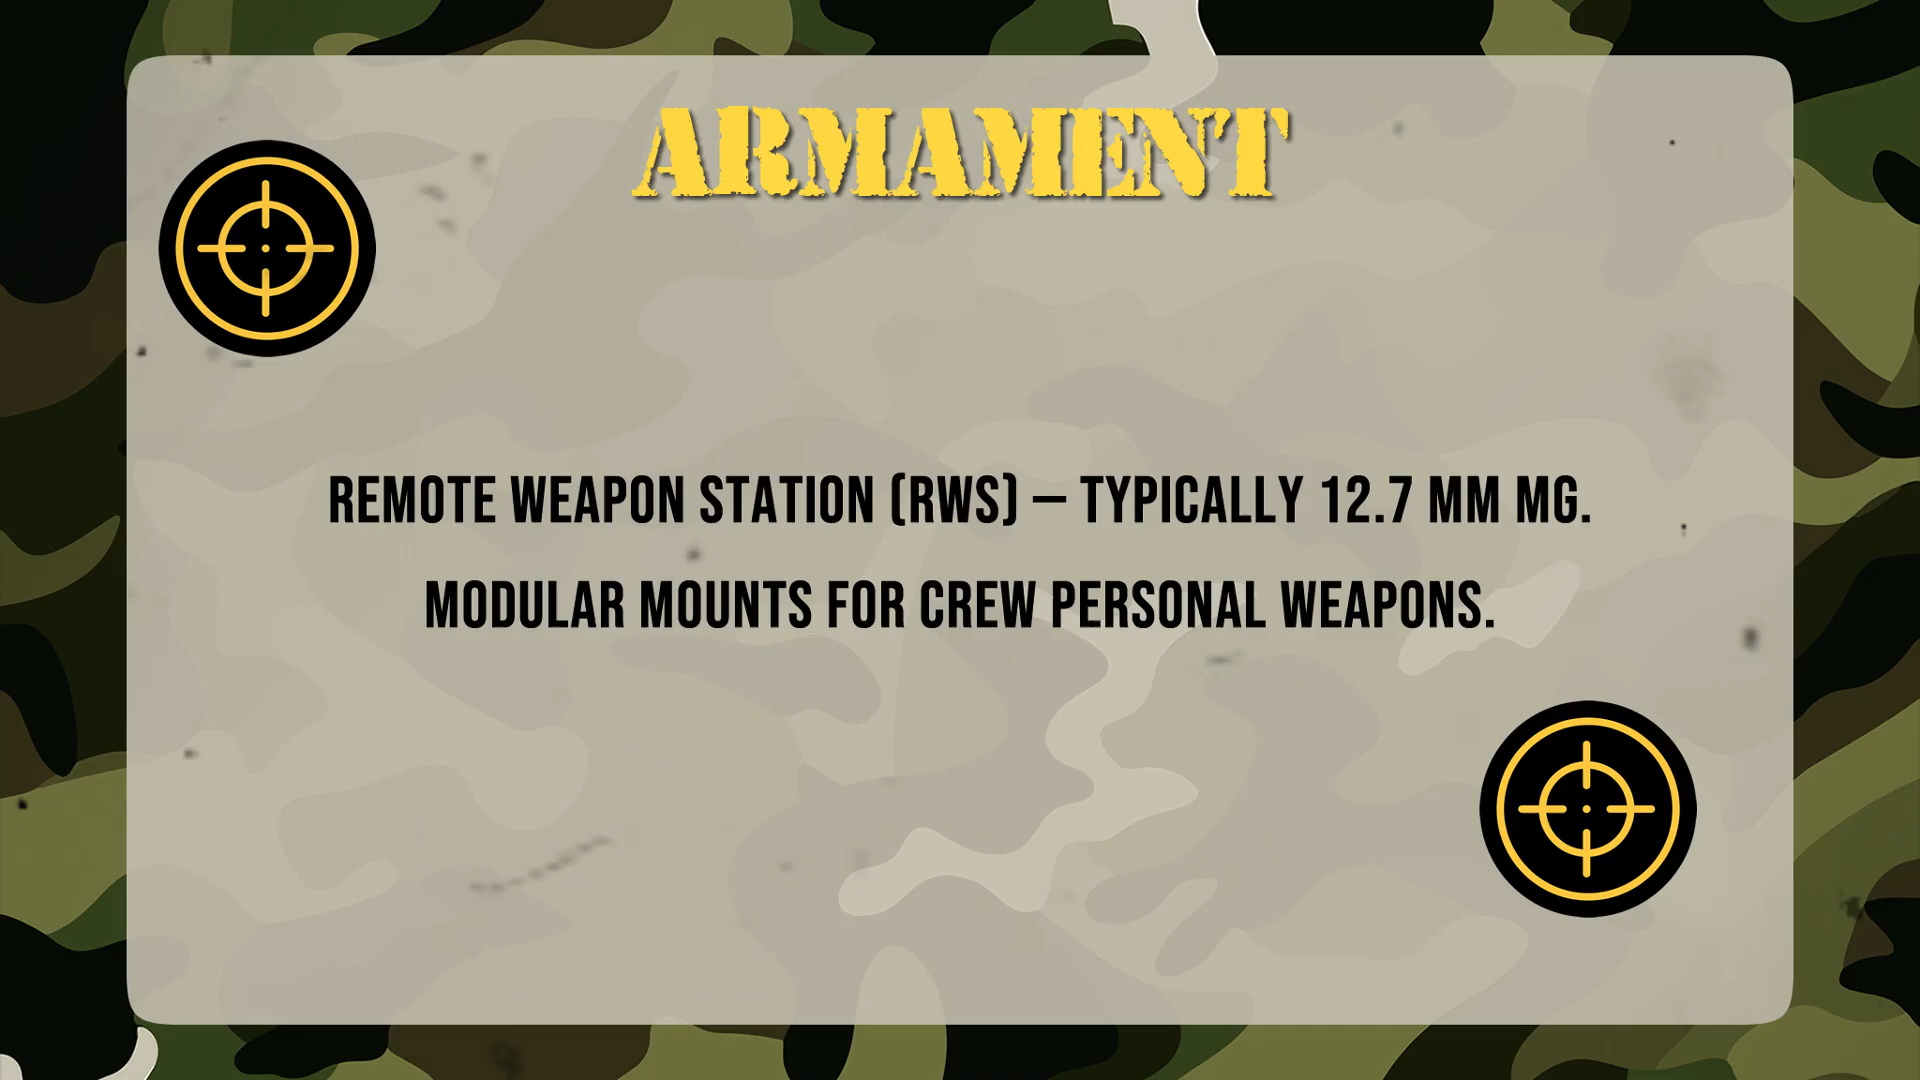 ARMAMENT
REMOTE WEAPON STATION (RWS) – TYPICALLY 12.7 MM MG.
MODULAR MOUNTS FOR CREW PERSONAL WEAPONS.